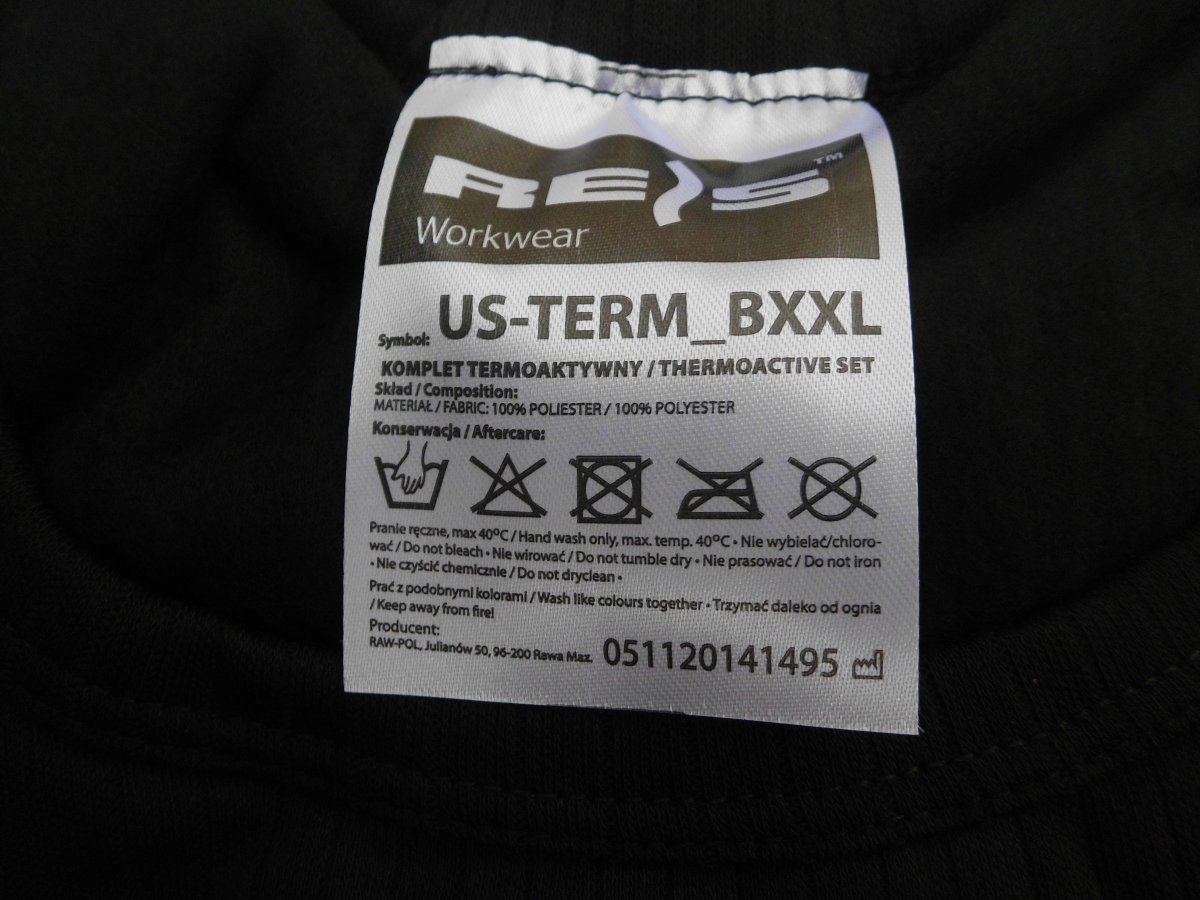 REIS™
Workwear
Symbol: US-TERM_BXXL
KOMPLET TERMOAKTYWNY / THERMOACTIVE SET
Skład / Composition:
MATERIAŁ / FABRIC: 100% POLIESTER / 100% POLYESTER
Konserwacja / Aftercare:
Pranie ręczne, max 40ºC / Hand wash only, max. temp. 40ºC • Nie wybielać/chloro-
wać / Do not bleach • Nie wirować / Do not tumble dry • Nie prasować / Do not iron
• Nie czyścić chemicznie / Do not dryclean •
Prać z podobnymi kolorami / Wash like colours together • Trzymać daleko od ognia
/ Keep away from fire!
Producent:
RAW-POL, Julianów 50, 96-200 Rawa Maz. 051120141495